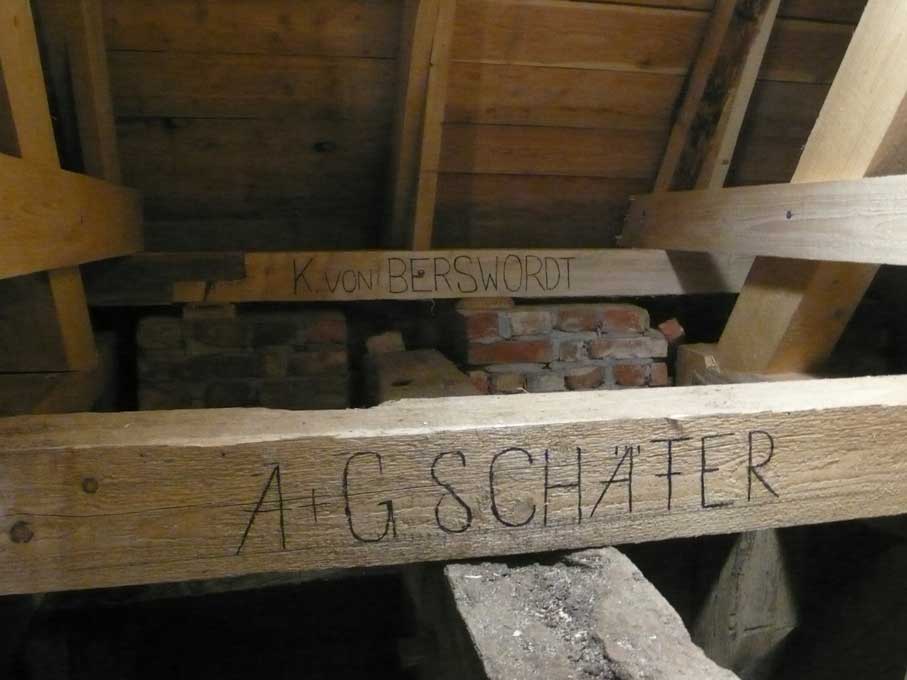 K. VON BERSWORDT
A + G SCHÄFER